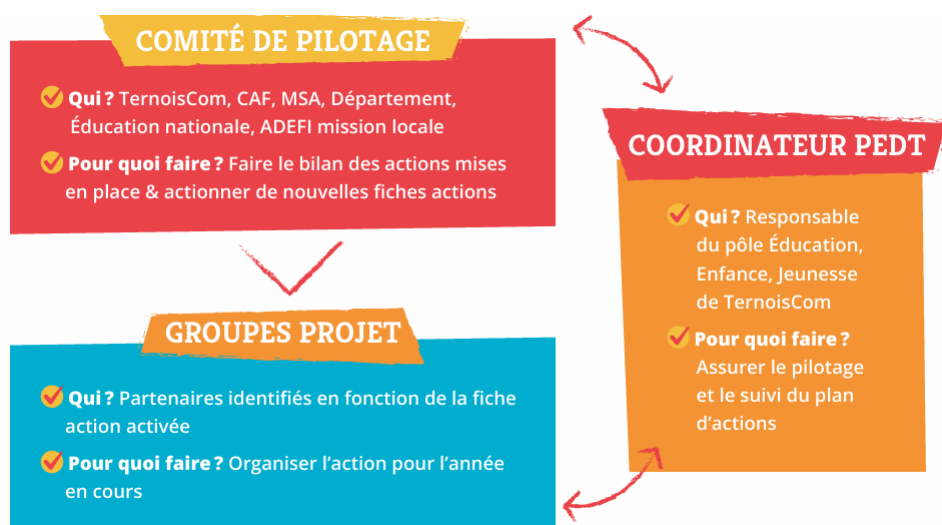 COMITÉ DE PILOTAGE
Qui ? TernoisCom, CAF, MSA, Département,
Éducation nationale, ADEFI mission locale
Pour quoi faire ? Faire le bilan des actions mises
en place & actionner de nouvelles fiches actions
GROUPES PROJET
Qui ? Partenaires identifiés en fonction de la fiche
action activée
Pour quoi faire ? Organiser l’action pour l’année
en cours
COORDINATEUR PEDT
Qui ? Responsable
du pôle Éducation,
Enfance, Jeunesse
de TernoisCom
Pour quoi faire ?
Assurer le pilotage
et le suivi du plan
d’actions